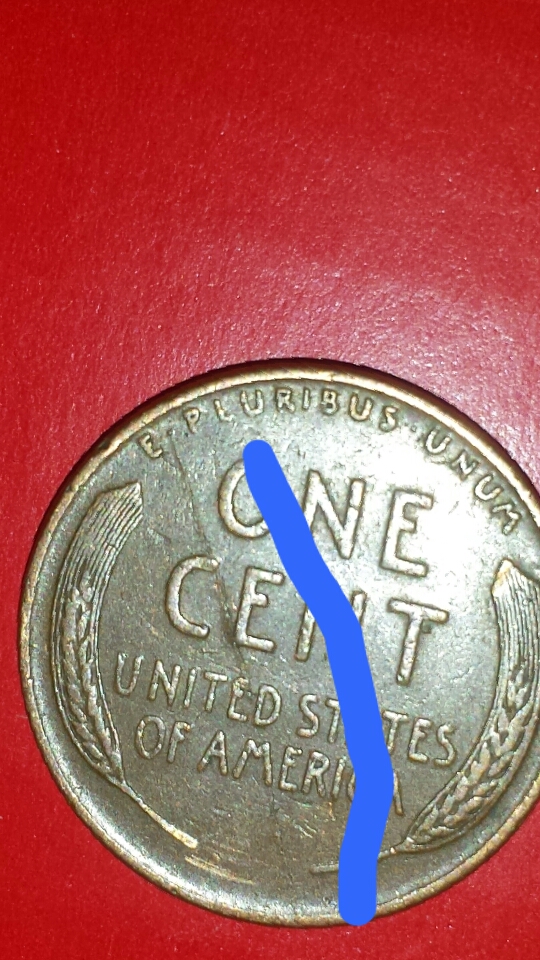 E · PLURIBUS · UNUM
ONE
CENT
UNITED STATES
OF AMERICA